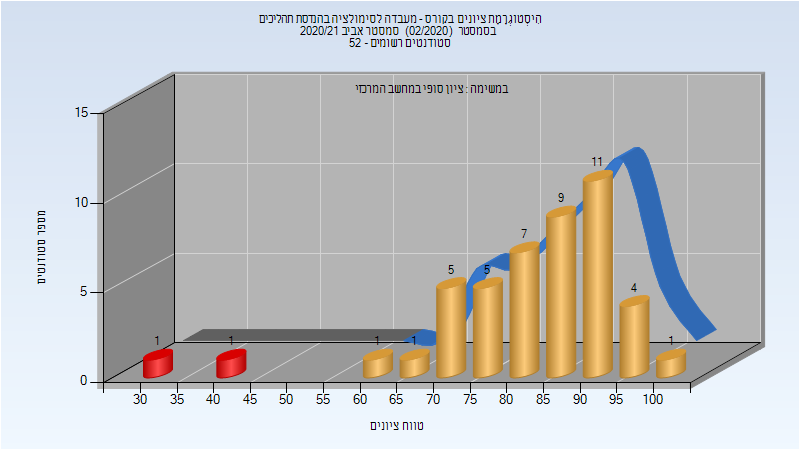 היסטוגרמת ציונים בקורס - מעבדה לסימולציה בהנדסת תהליכים
בסמסטר (02/2020) סמסטר אביב 2020/21
סטודנטים רשומים - 52
במשימה : ציון סופי במחשב המרכזי
15
10
5
0
מספר סטודנטים
1
1
1
1
5
5
7
9
11
4
1
30 35 40 45 50 55 60 65 70 75 80 85 90 95 100
טווח ציונים